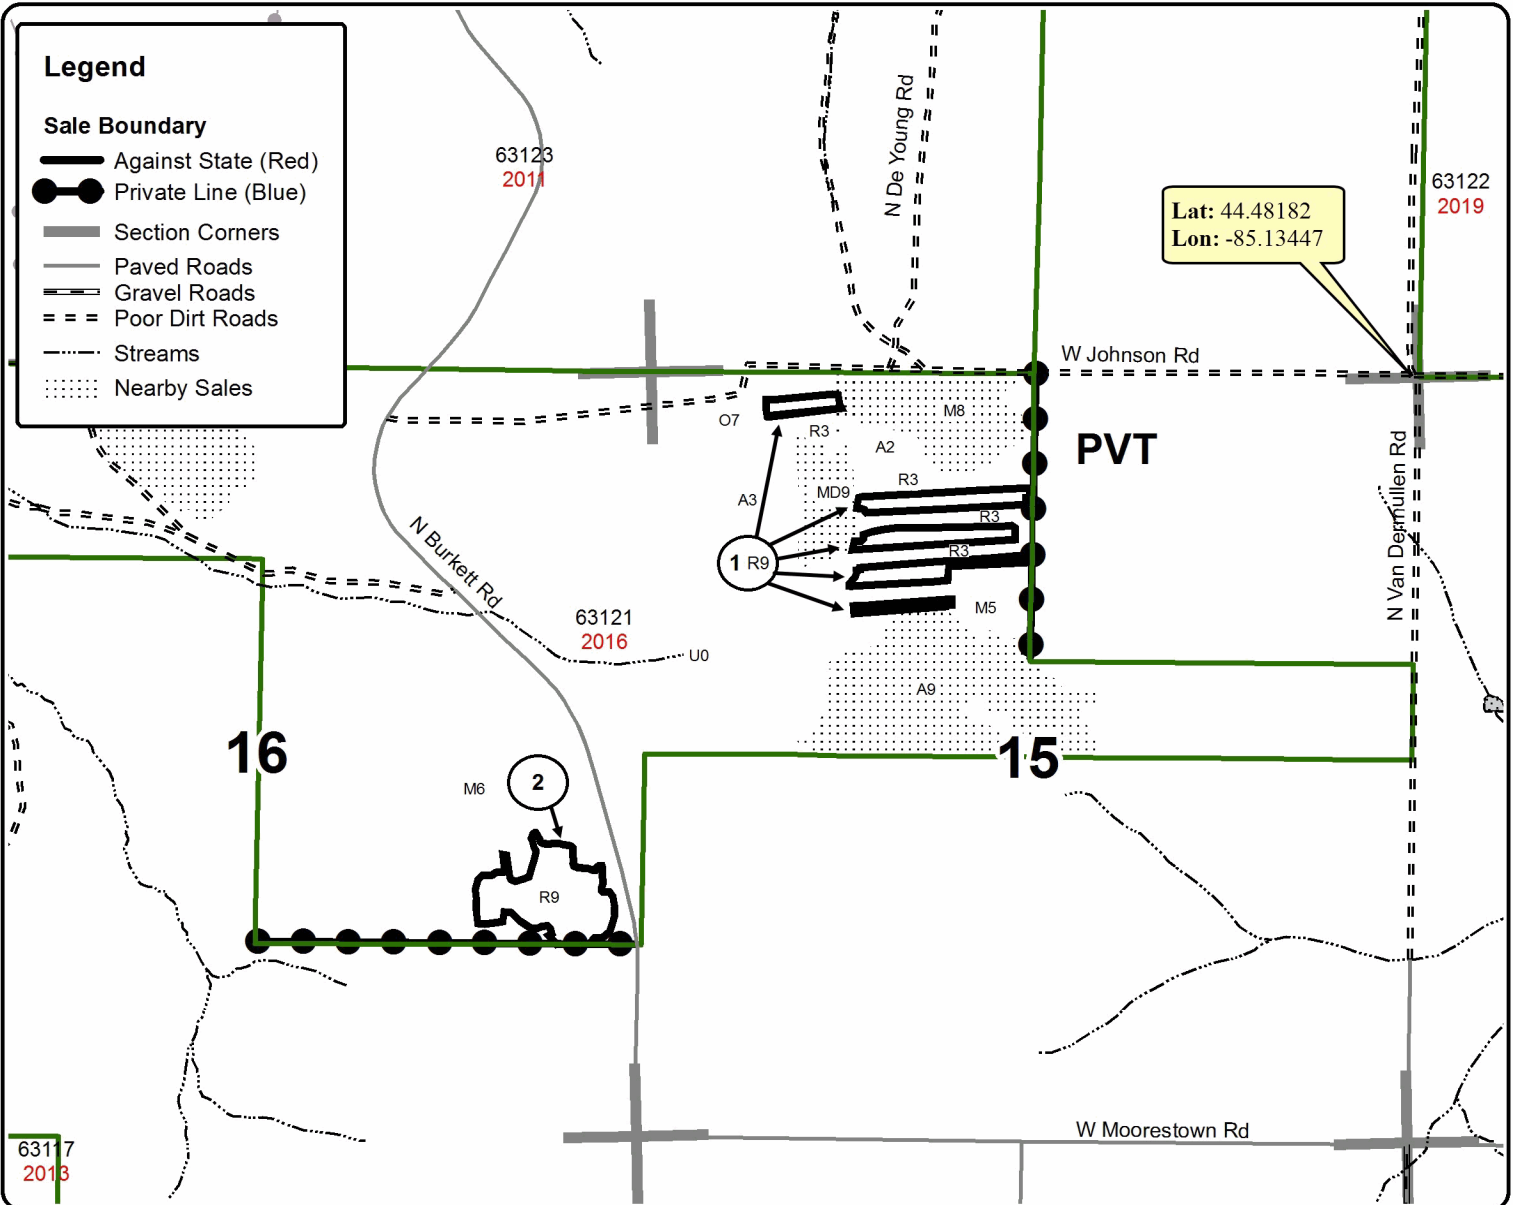 Legend
Sale Boundary
Against State (Red)
Private Line (Blue)
Section Corners
Paved Roads
Gravel Roads
Poor Dirt Roads
Streams
Nearby Sales
63123
2011
N De Young Rd
Lat: 44.48182
Lon: -85.13447
63122
2019
W Johnson Rd
O7
R3
M8
A2
PVT
R3
MD9
A3
R3
R3
1 R9
M5
N Van Dermullen Rd
N Burkett Rd
63121
2016
U0
A9
16
15
M6
2
R9
W Moorestown Rd
63117
2013